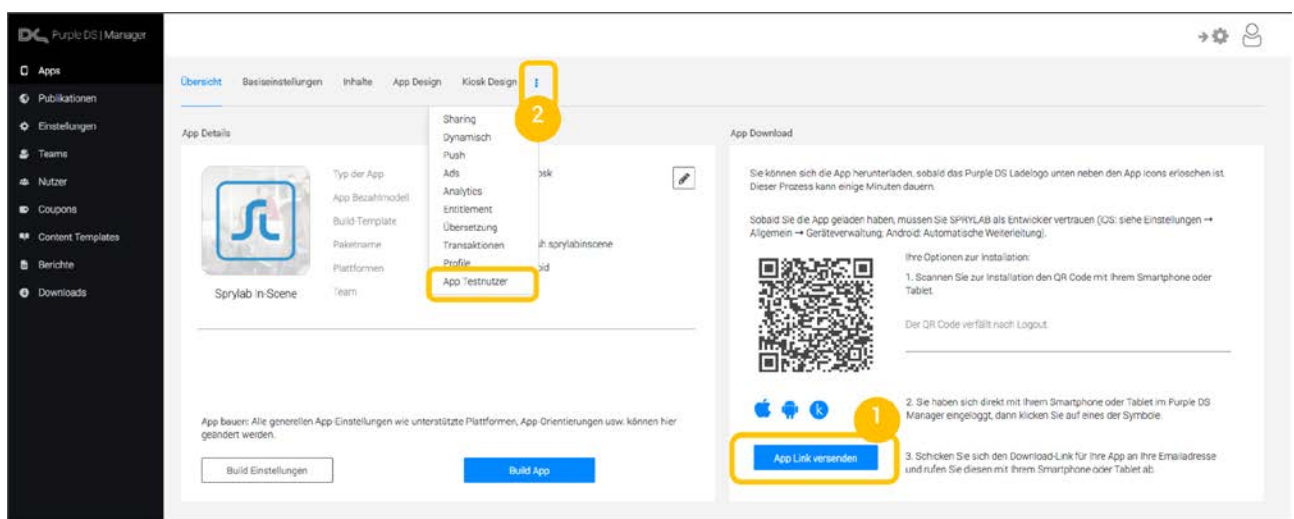 Purple DS | Manager
Apps
Publikationen
Einstellungen
Teams
Nutzer
Coupons
Content Templates
Berichte
Downloads
Übersicht Basiseinstellungen Inhalte App Design Kiosk Design
2
Sharing
Dynamisch
Push
Ads
Analytics
Entitlement
Übersetzung
Transaktionen
Profile
App Testnutzer
App Details
Typ der App
App Bezahlmodell
Build-Template
Paketname sprylabinscene
Plattformen
Team
Sprylab In-Scene
App bauen: Alle generellen App-Einstellungen wie unterstützte Plattformen, App-Orientierungen usw. können hier
geändert werden.
Build Einstellungen
Build App
App Download
Sie können sich die App herunterladen, sobald das Purple DS Ladelogo unten neben den App icons erloschen ist.
Dieser Prozess kann einige Minuten dauern.
Sobald Sie die App geladen haben, müssen Sie SPRYLAB als Entwickler vertrauen (iOS: siehe Einstellungen →
Allgemein → Geräteverwaltung; Android: Automatische Weiterleitung).
Ihre Optionen zur Installation:
1. Scannen Sie zur Installation den QR Code mit Ihrem Smartphone oder
Tablet.
Der QR Code verfällt nach Logout.
2. Sie haben sich direkt mit Ihrem Smartphone oder Tablet im Purple DS
Manager eingeloggt, dann klicken Sie auf eines der Symbole.
1
App Link versenden
3. Schicken Sie sich den Download-Link für Ihre App an Ihre Emailadresse
und rufen Sie diesen mit Ihrem Smartphone oder Tablet ab.